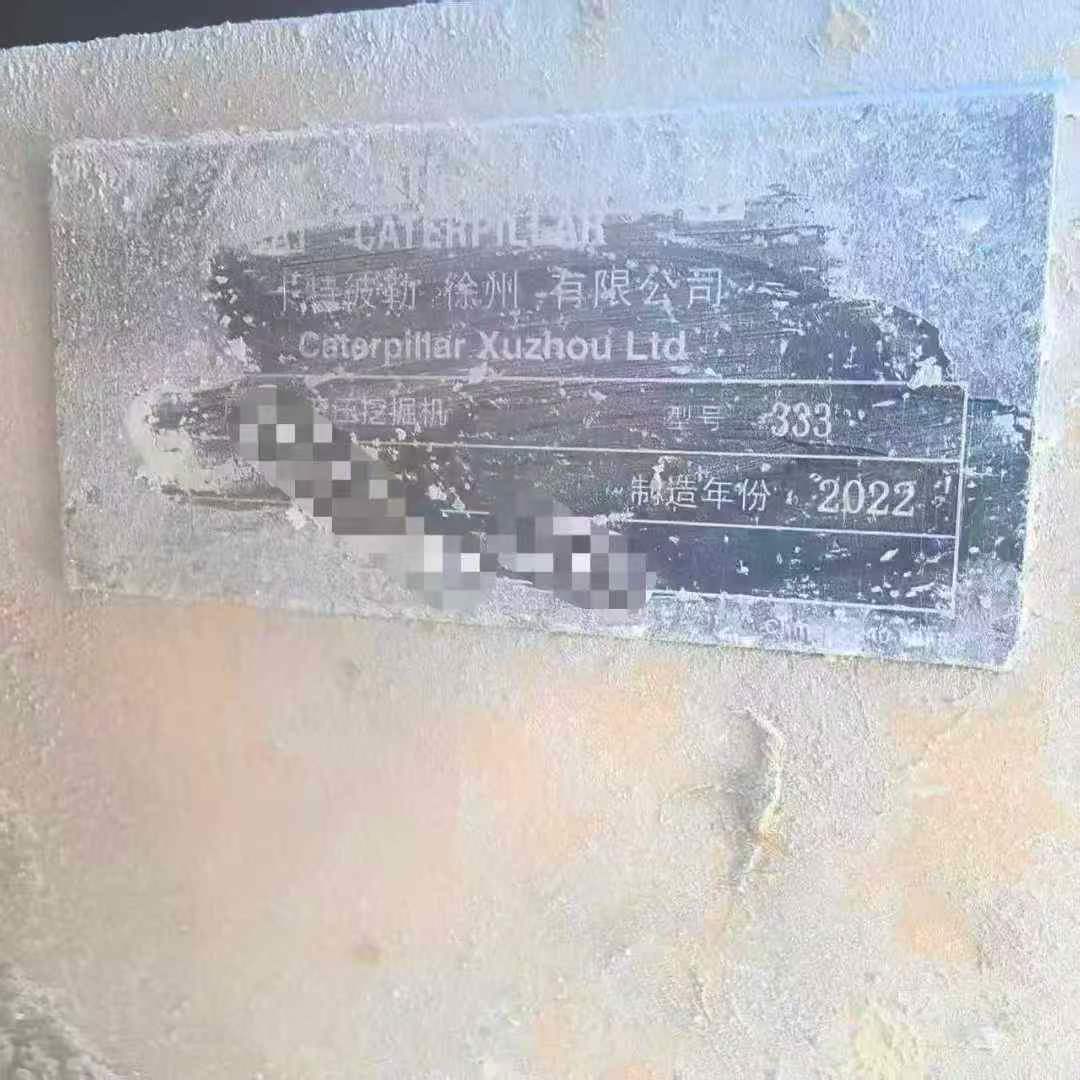 CATERPILLAR
卡特彼勒 徐州 有限公司
Caterpillar Xuzhou Ltd
挖掘机 型号 333
制造年份 2022